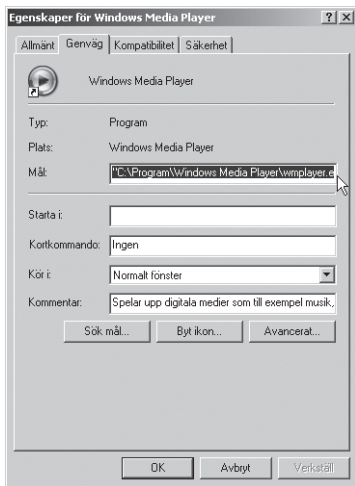 Egenskaper för Windows Media Player
Allmänt Genväg Kompatibilitet Säkerhet
Windows Media Player
Typ: Program
Plats: Windows Media Player
Mål: "C:\Program\Windows Media Player\wmplayer.e
Starta i:
Kortkommando: Ingen
Kör i: Normalt fönster
Kommentar: Spelar upp digitala medier som till exempel musik,
Sök mål... Byt ikon... Avancerat...
OK Avbryt Verkställ